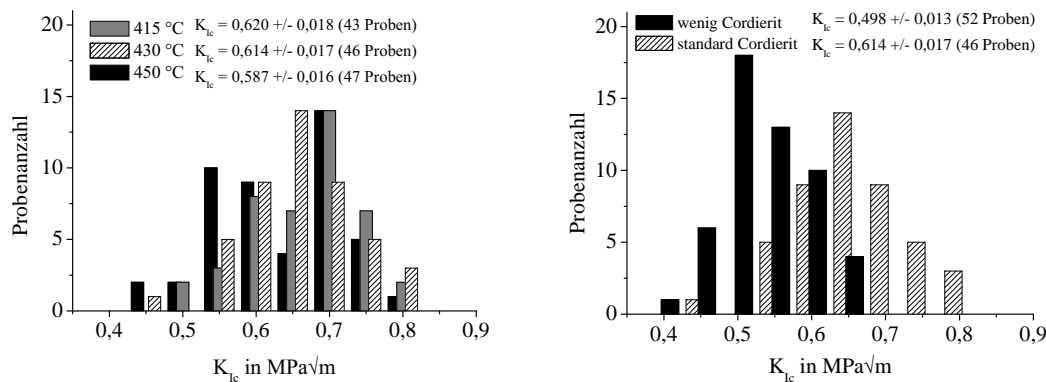 20
15
10
5
0
Probenanzahl
415 °C
430 °C
450 °C
K_Ic = 0,620 +/- 0,018 (43 Proben)
K_Ic = 0,614 +/- 0,017 (46 Proben)
K_Ic = 0,587 +/- 0,016 (47 Proben)
0,4 0,5 0,6 0,7 0,8 0,9
K_Ic in MPa√m
20
15
10
5
0
Probenanzahl
wenig Cordierit
standard Cordierit
K_Ic = 0,498 +/- 0,013 (52 Proben)
K_Ic = 0,614 +/- 0,017 (46 Proben)
0,4 0,5 0,6 0,7 0,8 0,9
K_Ic in MPa√m